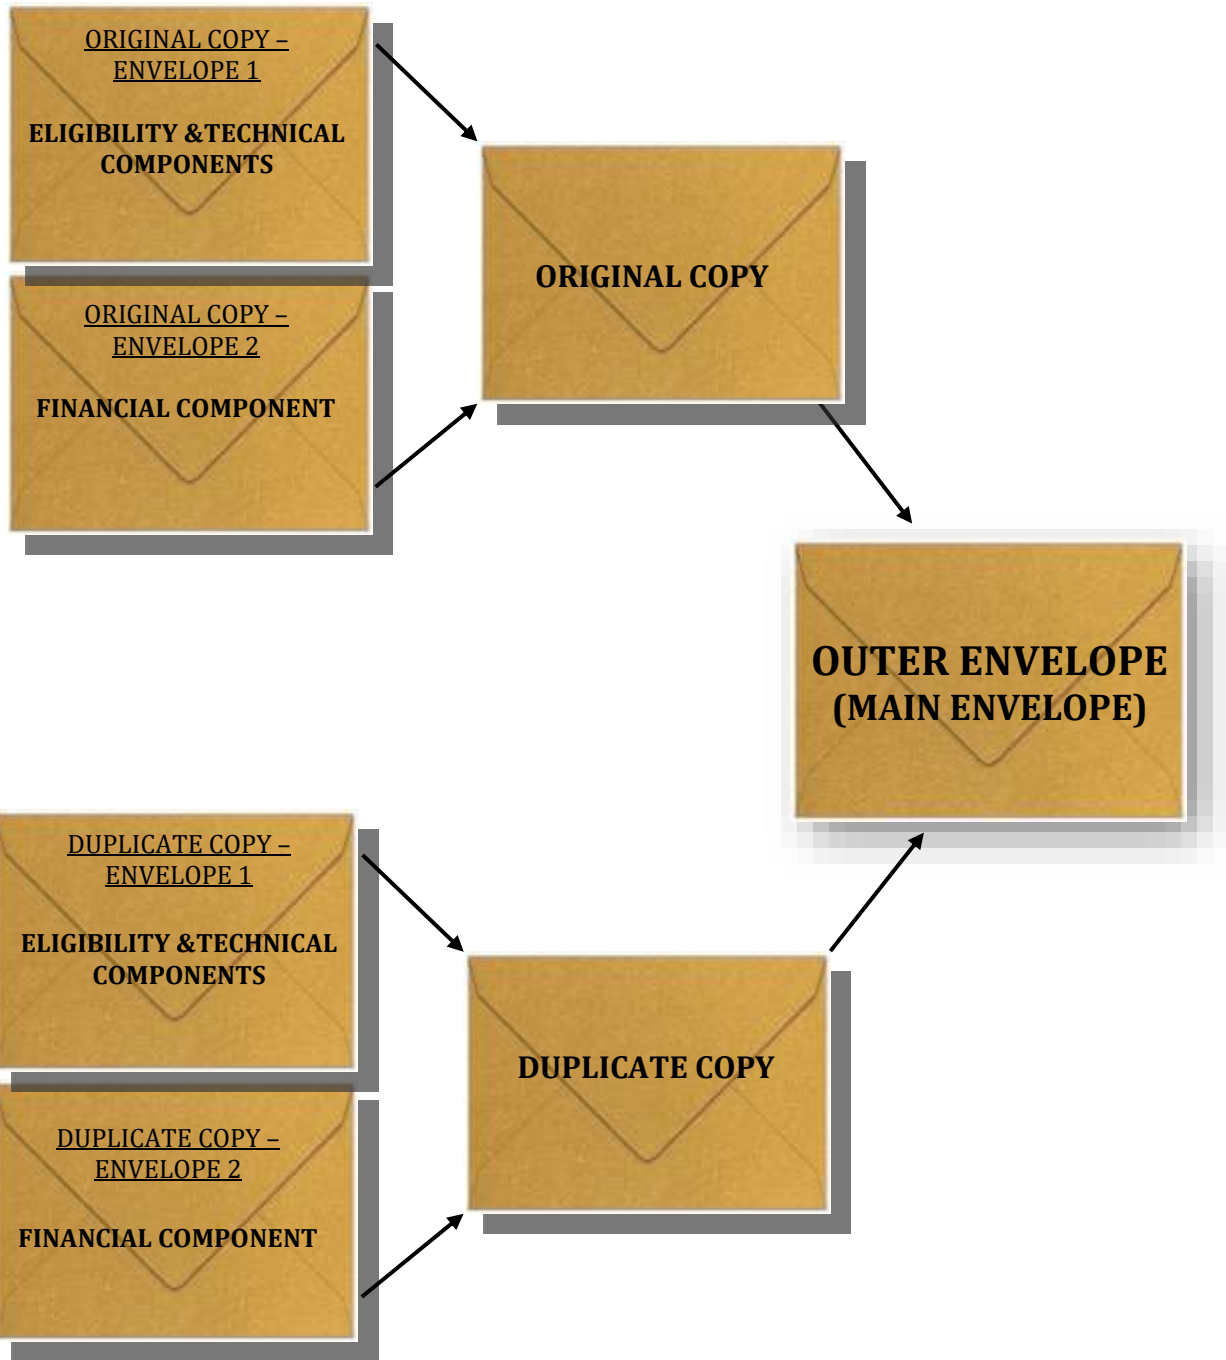 ORIGINAL COPY –
ENVELOPE 1
ELIGIBILITY &TECHNICAL
COMPONENTS
ORIGINAL COPY –
ENVELOPE 2
FINANCIAL COMPONENT
ORIGINAL COPY
OUTER ENVELOPE
(MAIN ENVELOPE)
DUPLICATE COPY –
ENVELOPE 1
ELIGIBILITY &TECHNICAL
COMPONENTS
DUPLICATE COPY –
ENVELOPE 2
FINANCIAL COMPONENT
DUPLICATE COPY